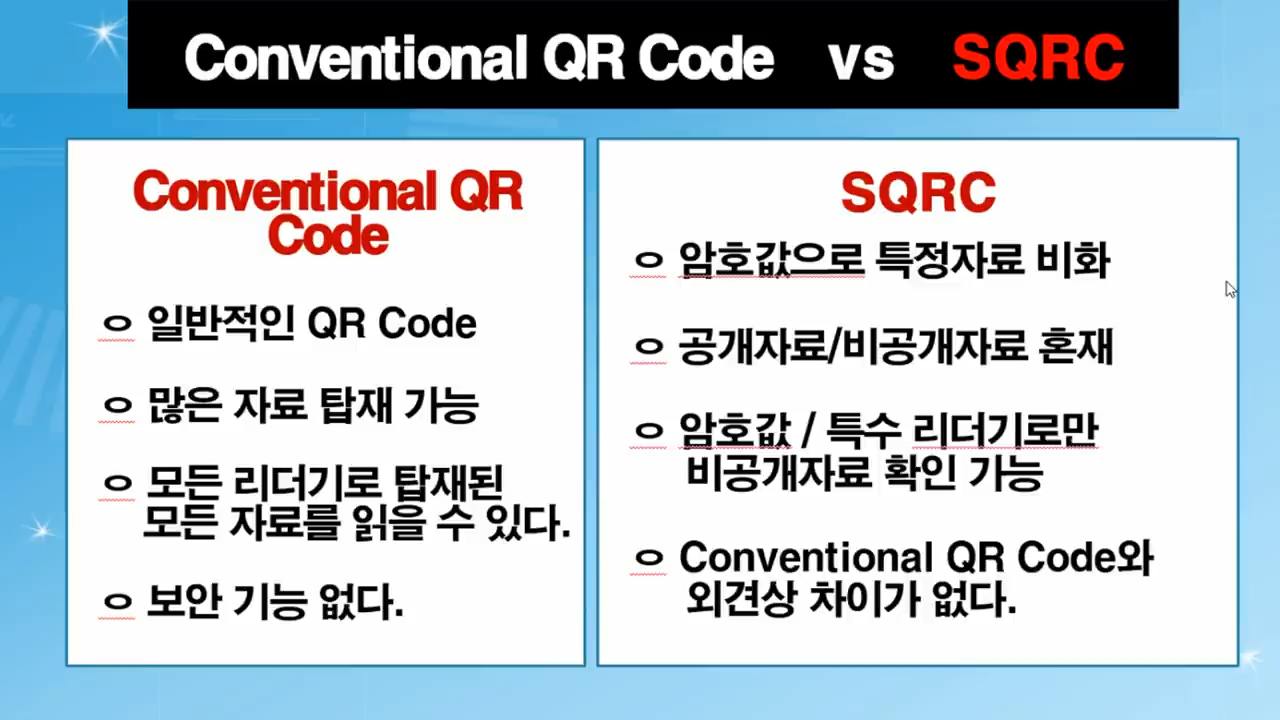 Conventional QR Code vs SQRC
Conventional QR
Code
ㅇ 일반적인 QR Code
ㅇ 많은 자료 탑재 가능
ㅇ 모든 리더기로 탑재된
모든 자료를 읽을 수 있다.
ㅇ 보안 기능 없다.
SQRC
ㅇ 암호값으로 특정자료 비화
ㅇ 공개자료/비공개자료 혼재
ㅇ 암호값 / 특수 리더기로만
비공개자료 확인 가능
ㅇ Conventional QR Code와
외견상 차이가 없다.